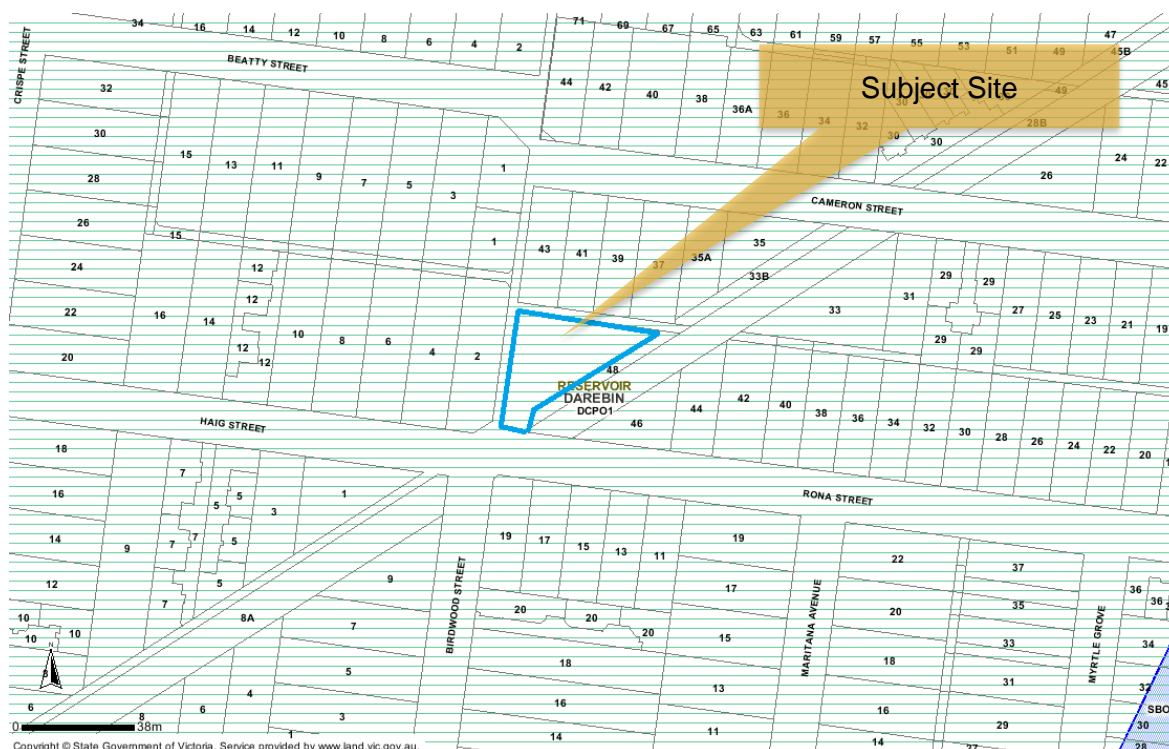 34 16 14 12 10 8 6 4 2 71 69 67 65 63 61 59 57 55 53 51 49 47
45B
CRISPE STREET
BEATTY STREET
Subject Site
32 44 42 40 38 36A 36 34 32 30 30 30 28B 49 45
30 15 13 11 9 7 5 3 1 26 24 22
28
CAMERON STREET
26 15 1 43 41 39 37 35A 35 33B
24 12 12 29 29
22 16 14 12 12 10 8 6 4 2 33 31 29 29 27 25 23 21 19
20
48
RESERVOIR
DAREBIN
DCPO1
46 44 42 40 38 36 34 32 30 28 26 24 22 20
HAIG STREET
RONA STREET
18 7 5 5 3 1
16
14 9 7 7 5 5 7 19 17 15 13 11 19 22 37
12 9 17 35 36 36
10 10 10 8A 7 20 20 20 15 20 33 34
BIRDWOOD STREET
MARITANA AVENUE
MYRTLE GROVE
N
8 5 18 13 18 31 32
6 8 6 4 3 1 16 14 11 16 14 29 27 30 28
SBO
0 38m
Copyright © State Government of Victoria. Service provided by www.land.vic.gov.au.